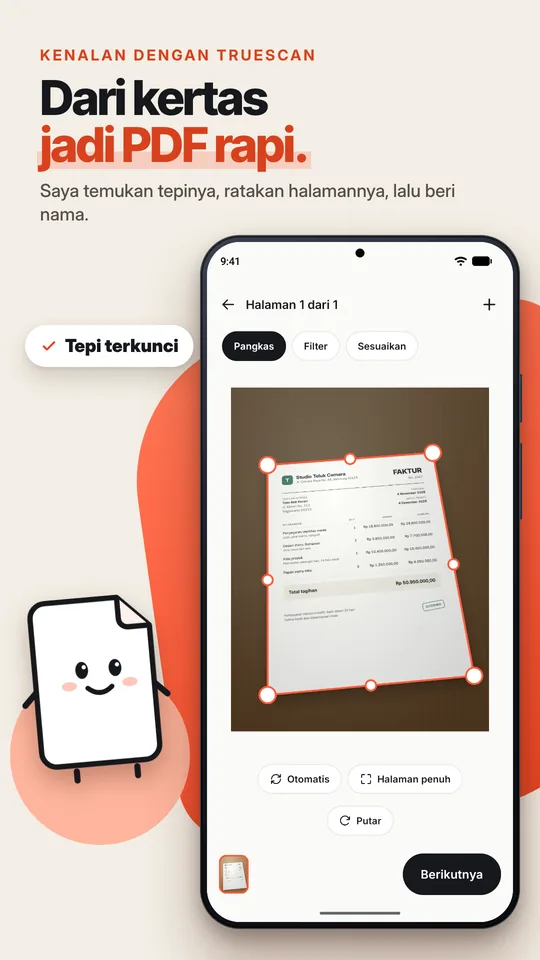 KENALAN DENGAN TRUESCAN
Dari kertas
jadi PDF rapi.
Saya temukan tepinya, ratakan halamannya, lalu beri
nama.
9:41
Halaman 1 dari 1
Pangkas
Filter
Sesuaikan
Tepi terkunci
Studio Teluk Cemara
FAKTUR
Total tagihan
Rp 50.950.000,00
Otomatis
Halaman penuh
Putar
Berikutnya